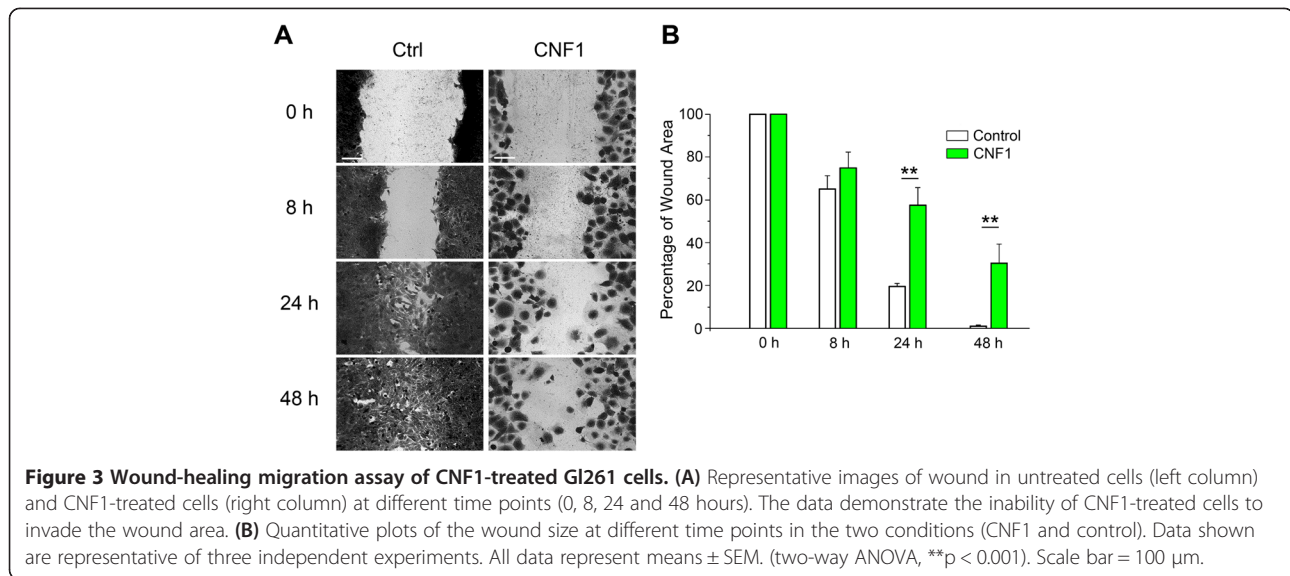 A
B
Ctrl
CNF1
0 h
8 h
24 h
48 h
Percentage of Wound Area
100
80
60
40
20
0
Control
CNF1
**
**
0 h
8 h
24 h
48 h
Figure 3 Wound-healing migration assay of CNF1-treated Gl261 cells. (A) Representative images of wound in untreated cells (left column)
and CNF1-treated cells (right column) at different time points (0, 8, 24 and 48 hours). The data demonstrate the inability of CNF1-treated cells to
invade the wound area. (B) Quantitative plots of the wound size at different time points in the two conditions (CNF1 and control). Data shown
are representative of three independent experiments. All data represent means ± SEM. (two-way ANOVA, **p < 0.001). Scale bar = 100 μm.